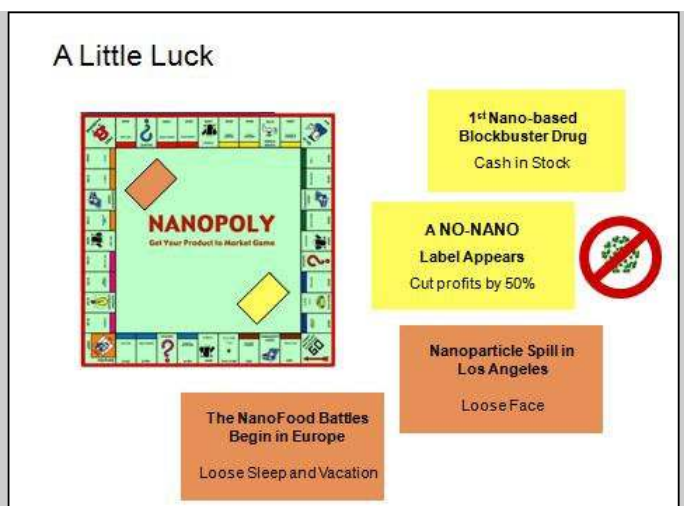 A Little Luck
NANOPOLY
Get Your Product to Market Game
1st Nano-based
Blockbuster Drug
Cash in Stock
A NO-NANO
Label Appears
Cut profits by 50%
Nanoparticle Spill in
Los Angeles
Loose Face
The NanoFood Battles
Begin in Europe
Loose Sleep and Vacation
GO